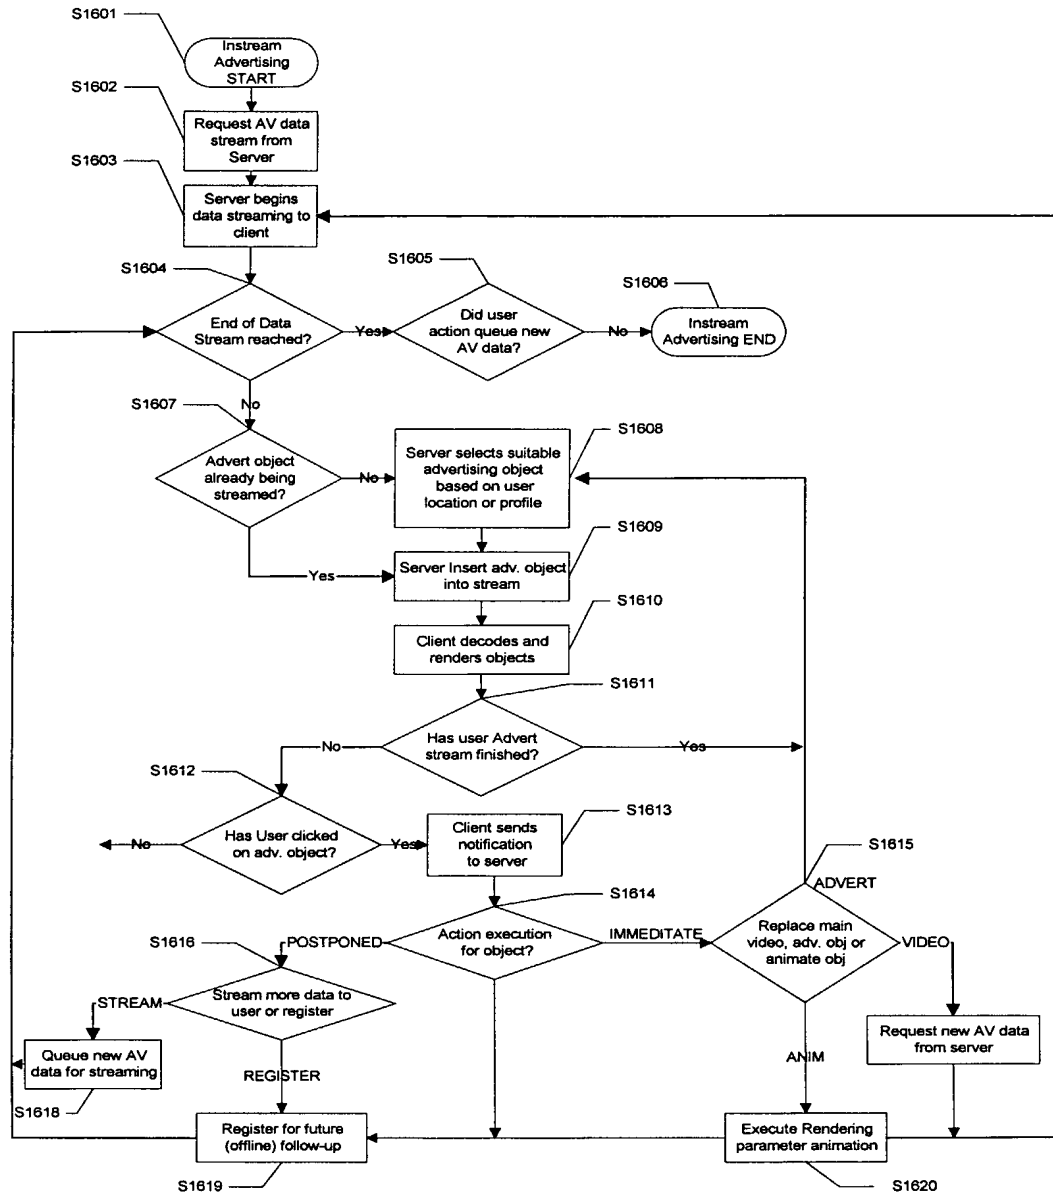 S1601
Instream
Advertising
START
S1602
Request AV data
stream from
Server
S1603
Server begins
data streaming to
client
S1604
End of Data
Stream reached?
Yes
S1605
Did user
action queue new
AV data?
No
S1606
Instream
Advertising END
No
S1607
Advert object
already being
streamed?
No
S1608
Server selects suitable
advertising object
based on user
location or profile
Yes
S1609
Server Insert adv. object
into stream
S1610
Client decodes and
renders objects
S1611
Has user Advert
stream finished?
No
Yes
S1612
Has User clicked
on adv. object?
No
Yes
S1613
Client sends
notification
to server
S1614
Action execution
for object?
POSTPONED
IMMEDITATE
S1615
ADVERT
Replace main
video, adv. obj or
animate obj
VIDEO
S1616
Stream more data to
user or register
STREAM
Request new AV data
from server
ANIM
Queue new AV
data for streaming
S1618
REGISTER
Register for future
(offline) follow-up
S1619
Execute Rendering
parameter animation
S1620